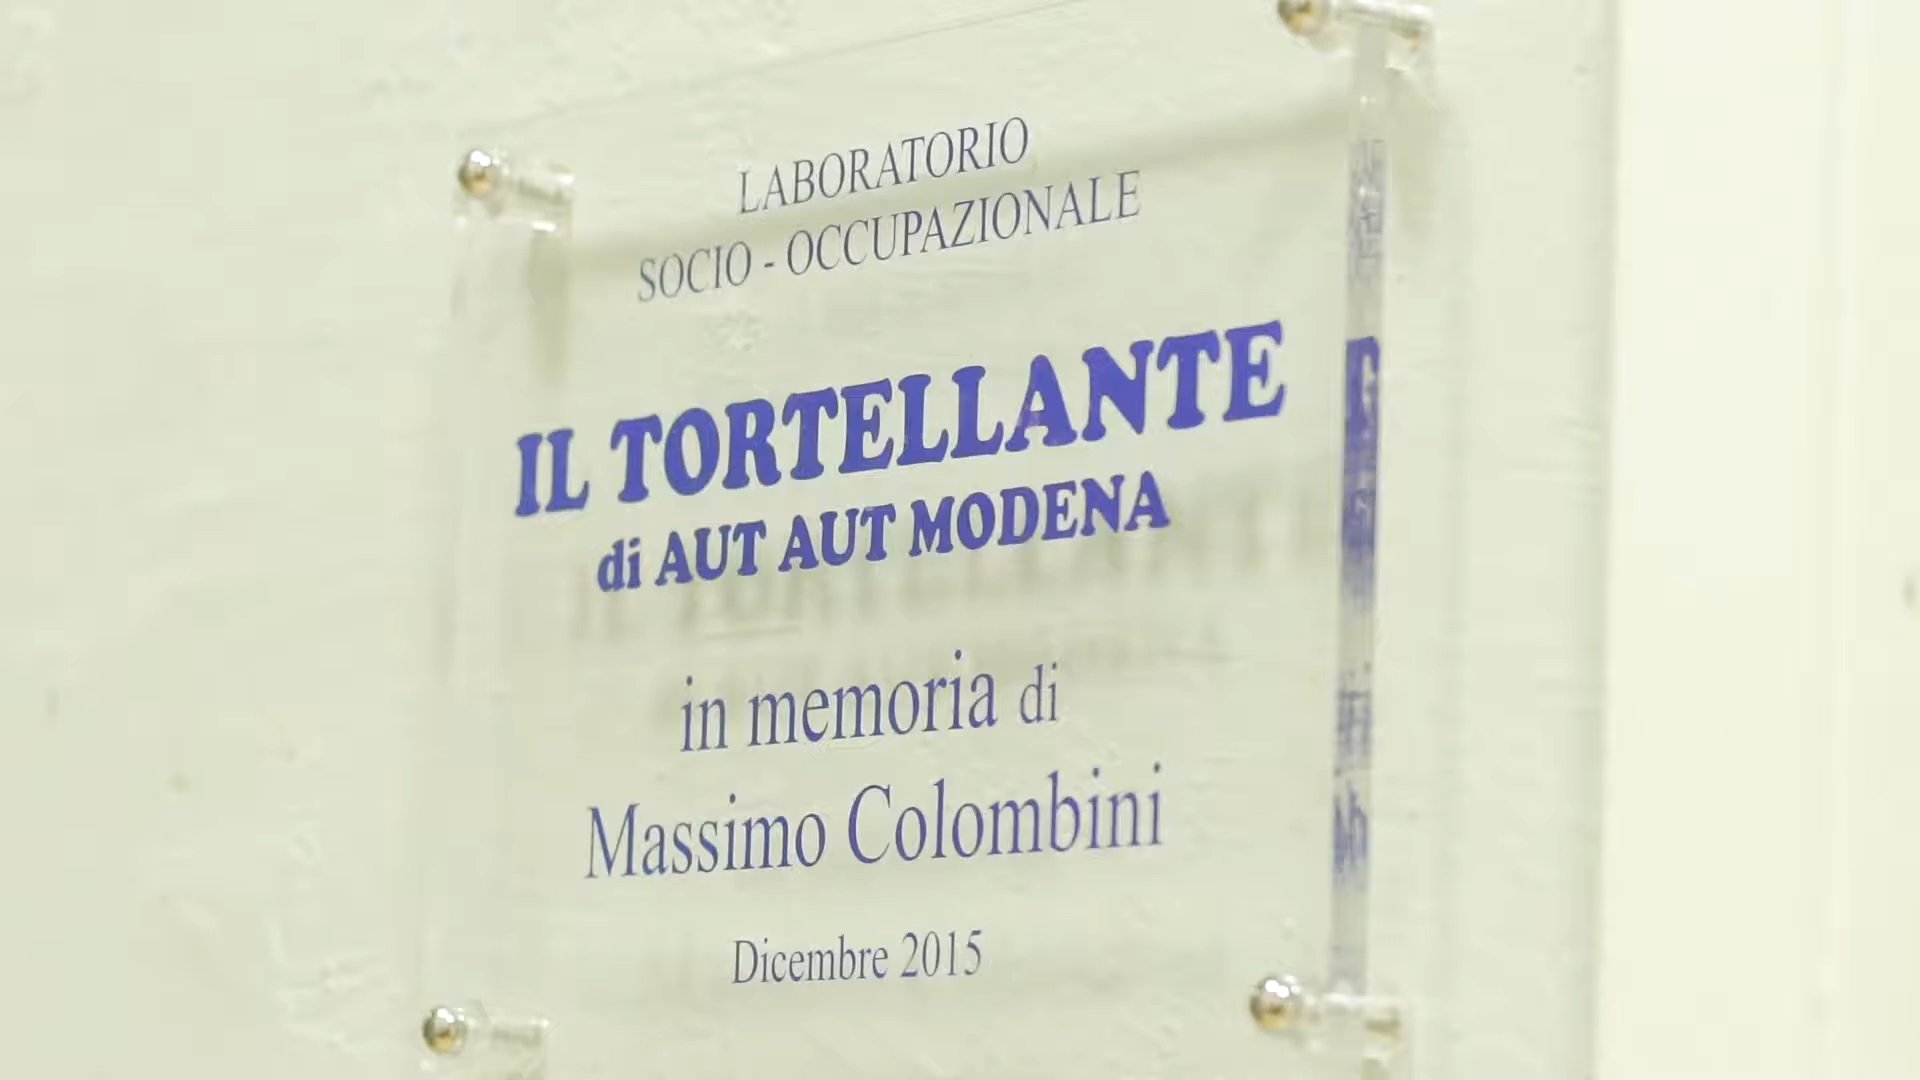 LABORATORIO
SOCIO - OCCUPAZIONALE
IL TORTELLANTE
di AUT AUT MODENA
in memoria di
Massimo Colombini
Dicembre 2015